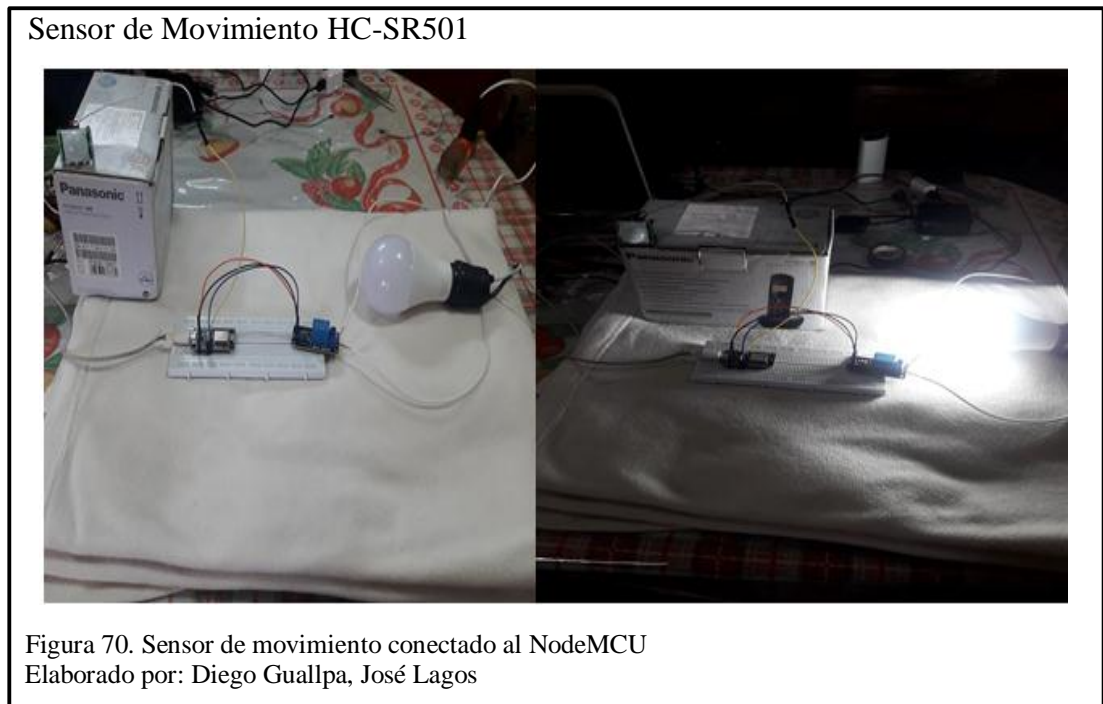 Sensor de Movimiento HC-SR501
Panasonic
Panasonic
Figura 70. Sensor de movimiento conectado al NodeMCU
Elaborado por: Diego Guallpa, José Lagos